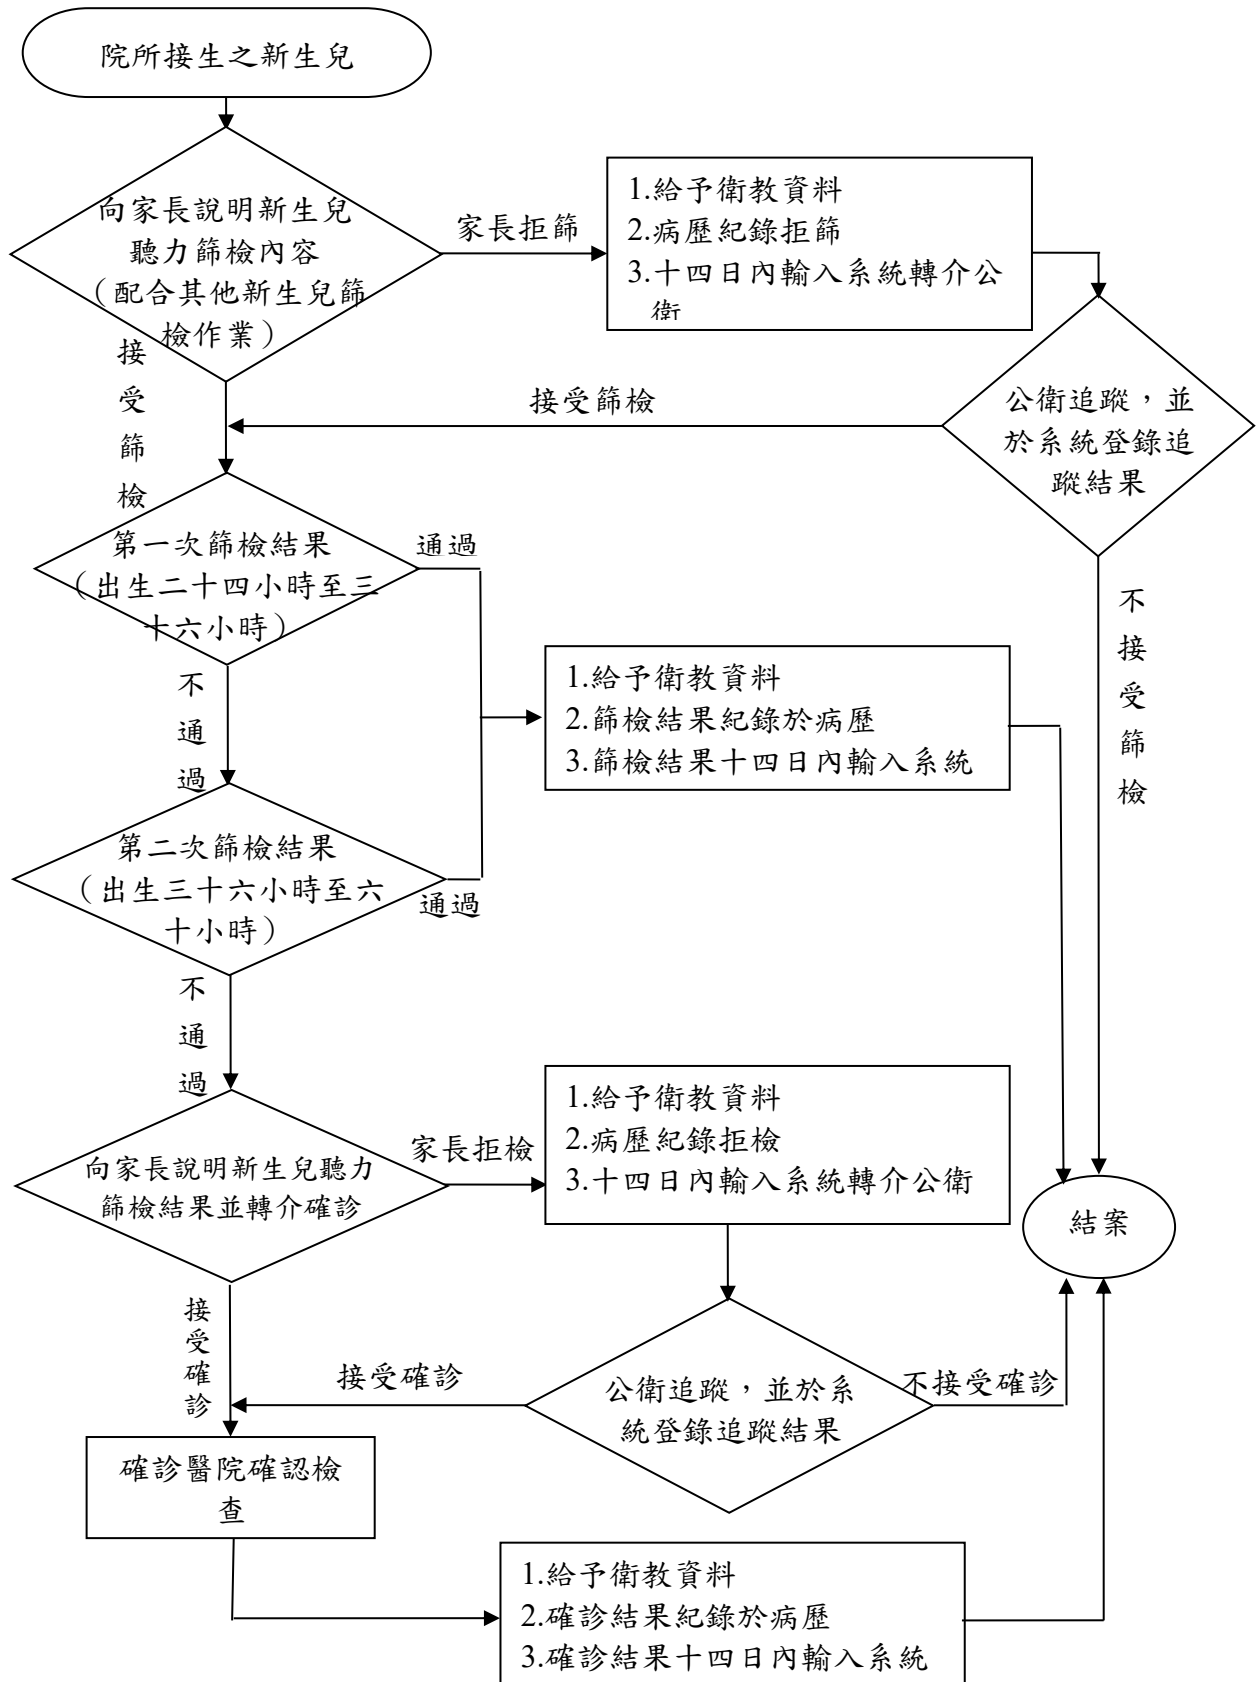 院所接生之新生兒
向家長說明新生兒
聽力篩檢內容
（配合其他新生兒篩
檢作業）
家長拒篩
1.給予衛教資料
2.病歷紀錄拒篩
3.十四日內輸入系統轉介公
衛
接受篩檢
接受篩檢
公衛追蹤，並
於系統登錄追
蹤結果
第一次篩檢結果
（出生二十四小時至三
十六小時）
通過
不接受篩檢
不通過
1.給予衛教資料
2.篩檢結果紀錄於病歷
3.篩檢結果十四日內輸入系統
第二次篩檢結果
（出生三十六小時至六
十小時）
通過
不通過
向家長說明新生兒聽力
篩檢結果並轉介確診
家長拒檢
1.給予衛教資料
2.病歷紀錄拒檢
3.十四日內輸入系統轉介公衛
結案
接受確診
接受確診
公衛追蹤，並於系
統登錄追蹤結果
不接受確診
確診醫院確認檢
查
1.給予衛教資料
2.確診結果紀錄於病歷
3.確診結果十四日內輸入系統